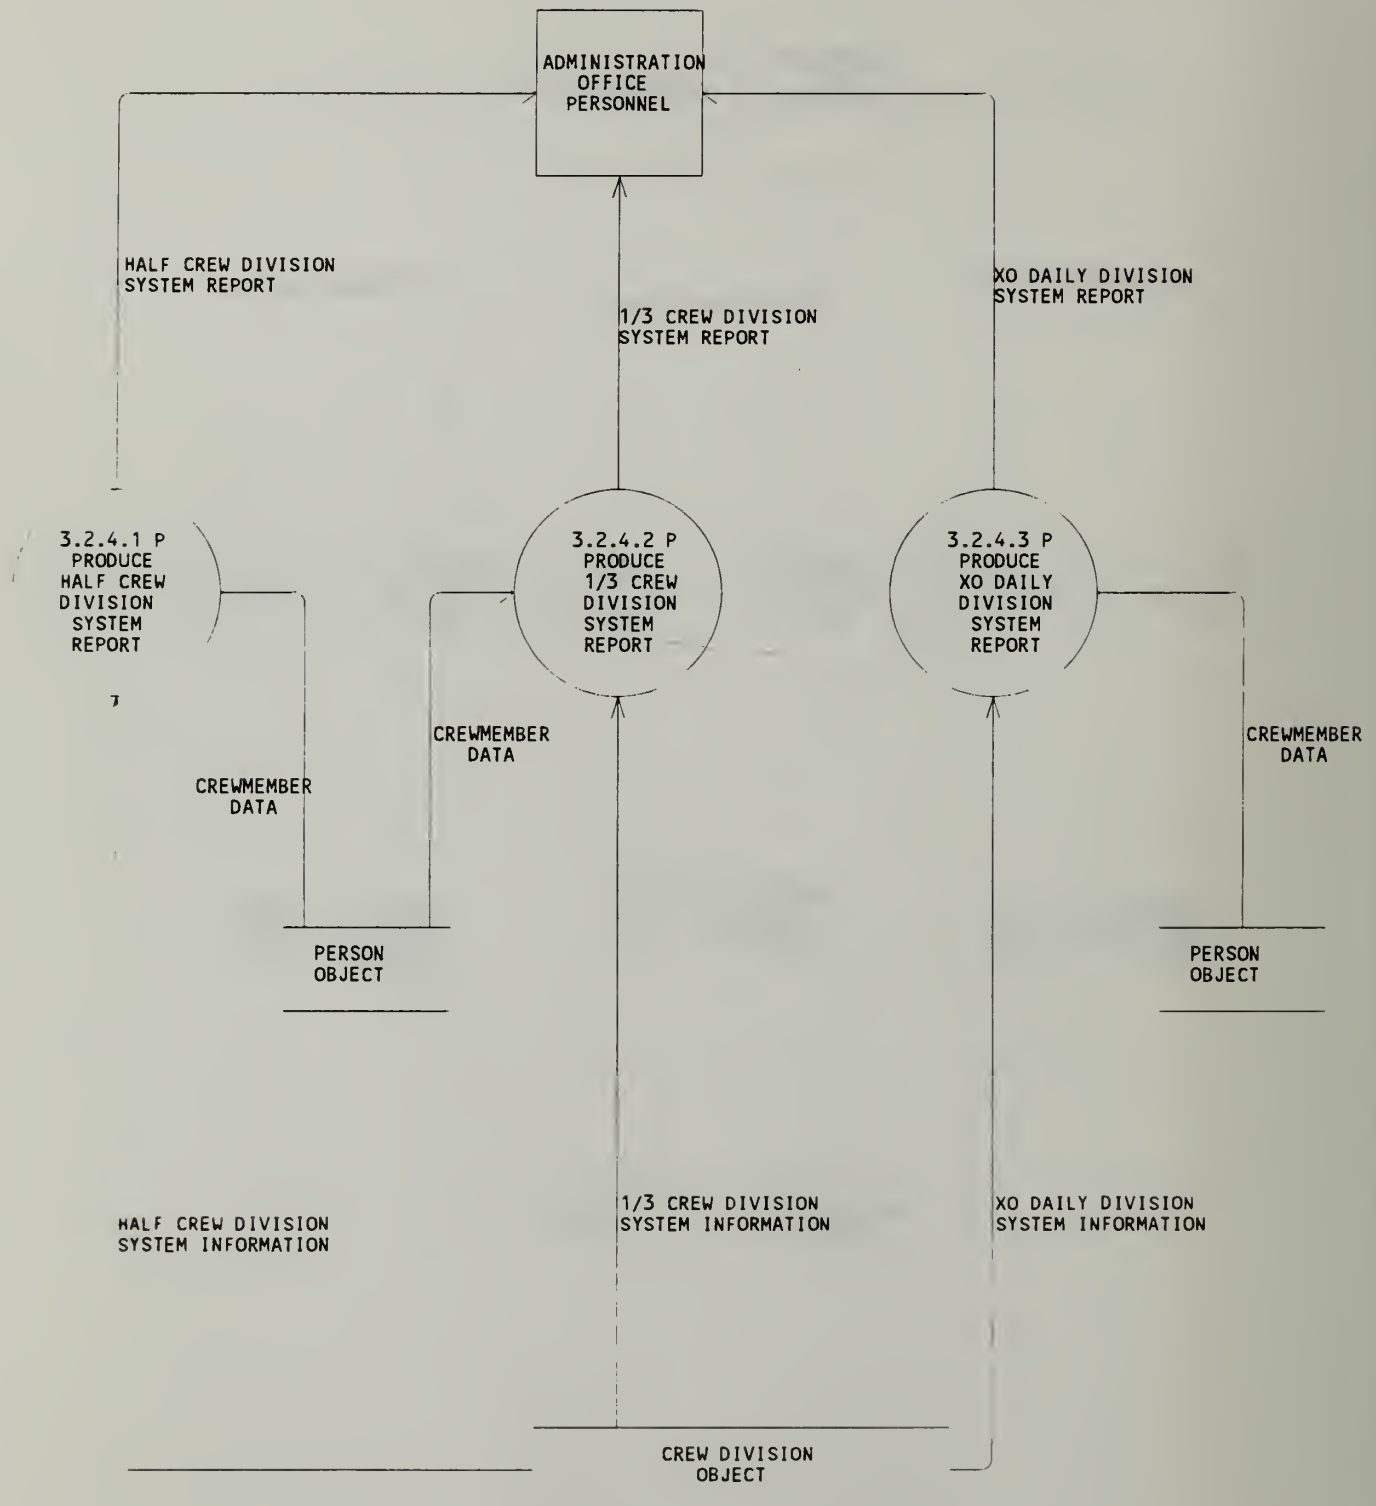 ADMINISTRATION
OFFICE
PERSONNEL
HALF CREW DIVISION
SYSTEM REPORT
XO DAILY DIVISION
SYSTEM REPORT
1/3 CREW DIVISION
SYSTEM REPORT
3.2.4.1 P
PRODUCE
HALF CREW
DIVISION
SYSTEM
REPORT
3.2.4.2 P
PRODUCE
1/3 CREW
DIVISION
SYSTEM
REPORT
3.2.4.3 P
PRODUCE
XO DAILY
DIVISION
SYSTEM
REPORT
CREWMEMBER
DATA
CREWMEMBER
DATA
CREWMEMBER
DATA
PERSON
OBJECT
PERSON
OBJECT
HALF CREW DIVISION
SYSTEM INFORMATION
1/3 CREW DIVISION
SYSTEM INFORMATION
XO DAILY DIVISION
SYSTEM INFORMATION
CREW DIVISION
OBJECT